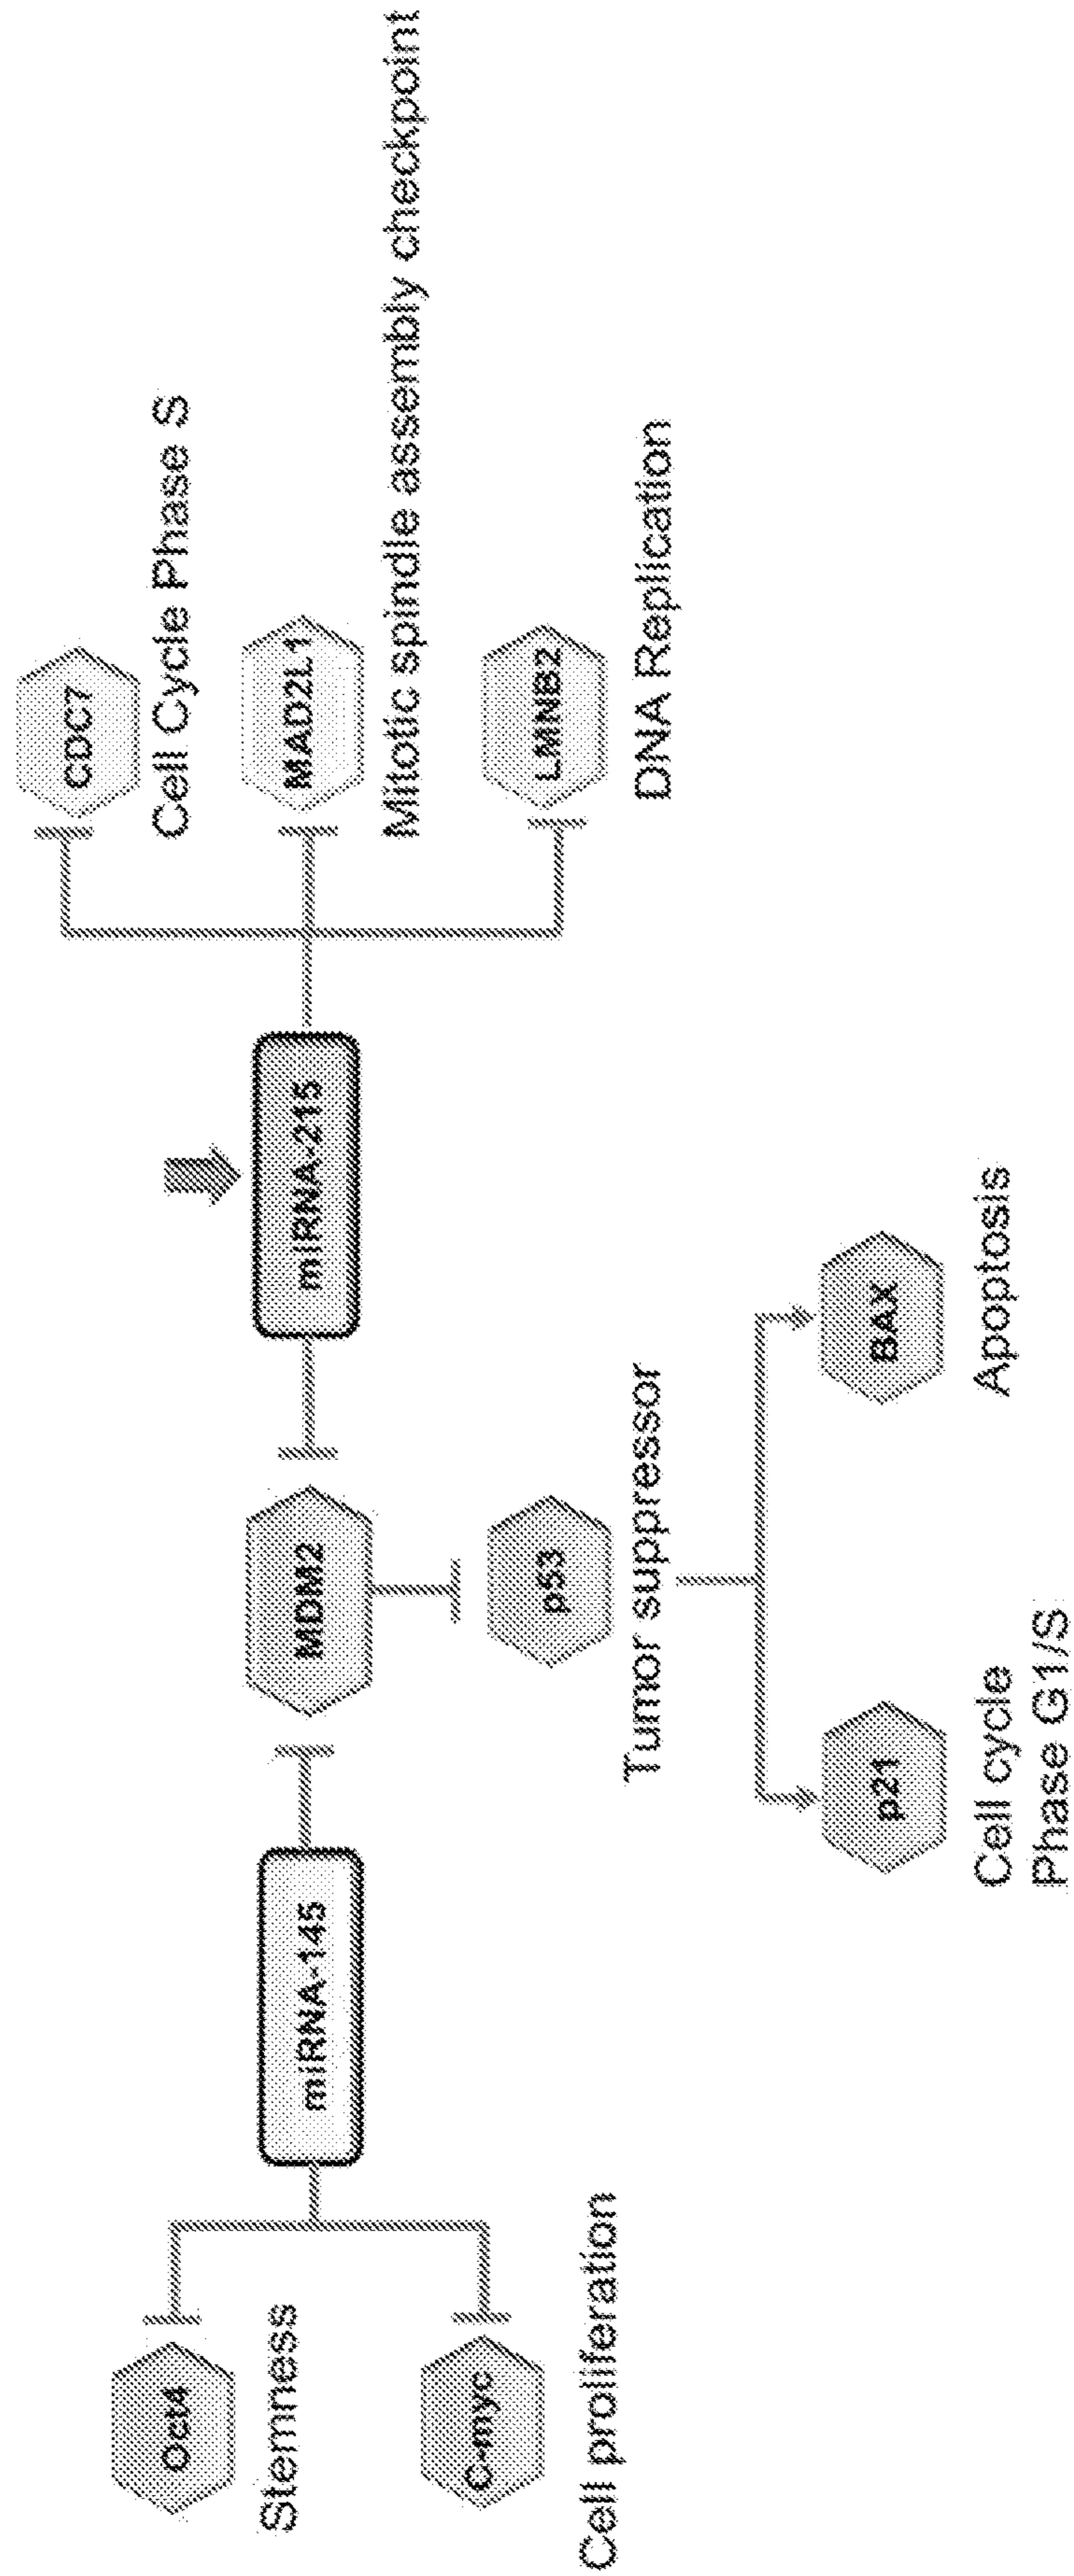 Oct4
Stemness
C-myc
Cell proliferation
miRNA-145
MDM2
p53
Tumor suppressor
p21
Cell cycle
Phase G1/S
BAX
Apoptosis
miRNA-215
CDC7
Cell Cycle Phase S
MAD2L1
Mitotic spindle assembly checkpoint
LMNB2
DNA Replication